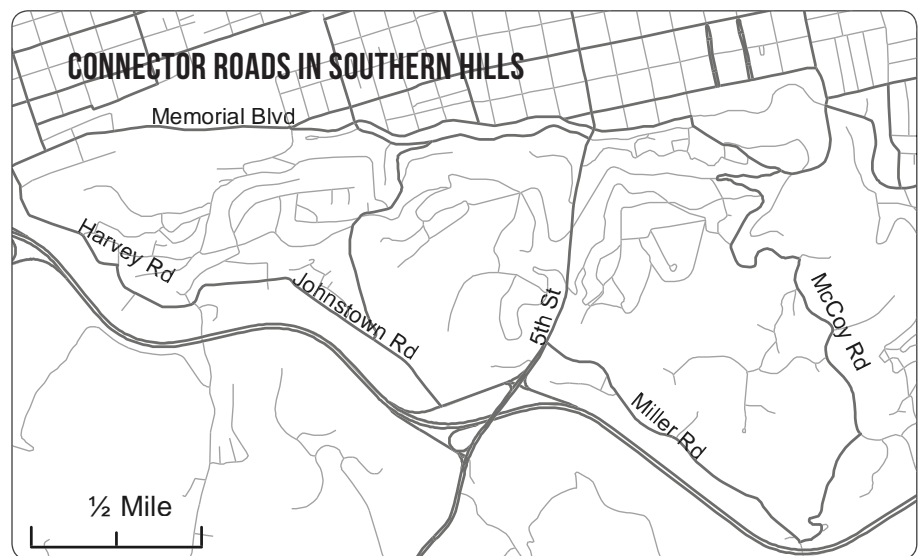 CONNECTOR ROADS IN SOUTHERN HILLS
Memorial Blvd
Harvey Rd
Johnstown Rd
5th St
McCoy Rd
Miller Rd
½ Mile